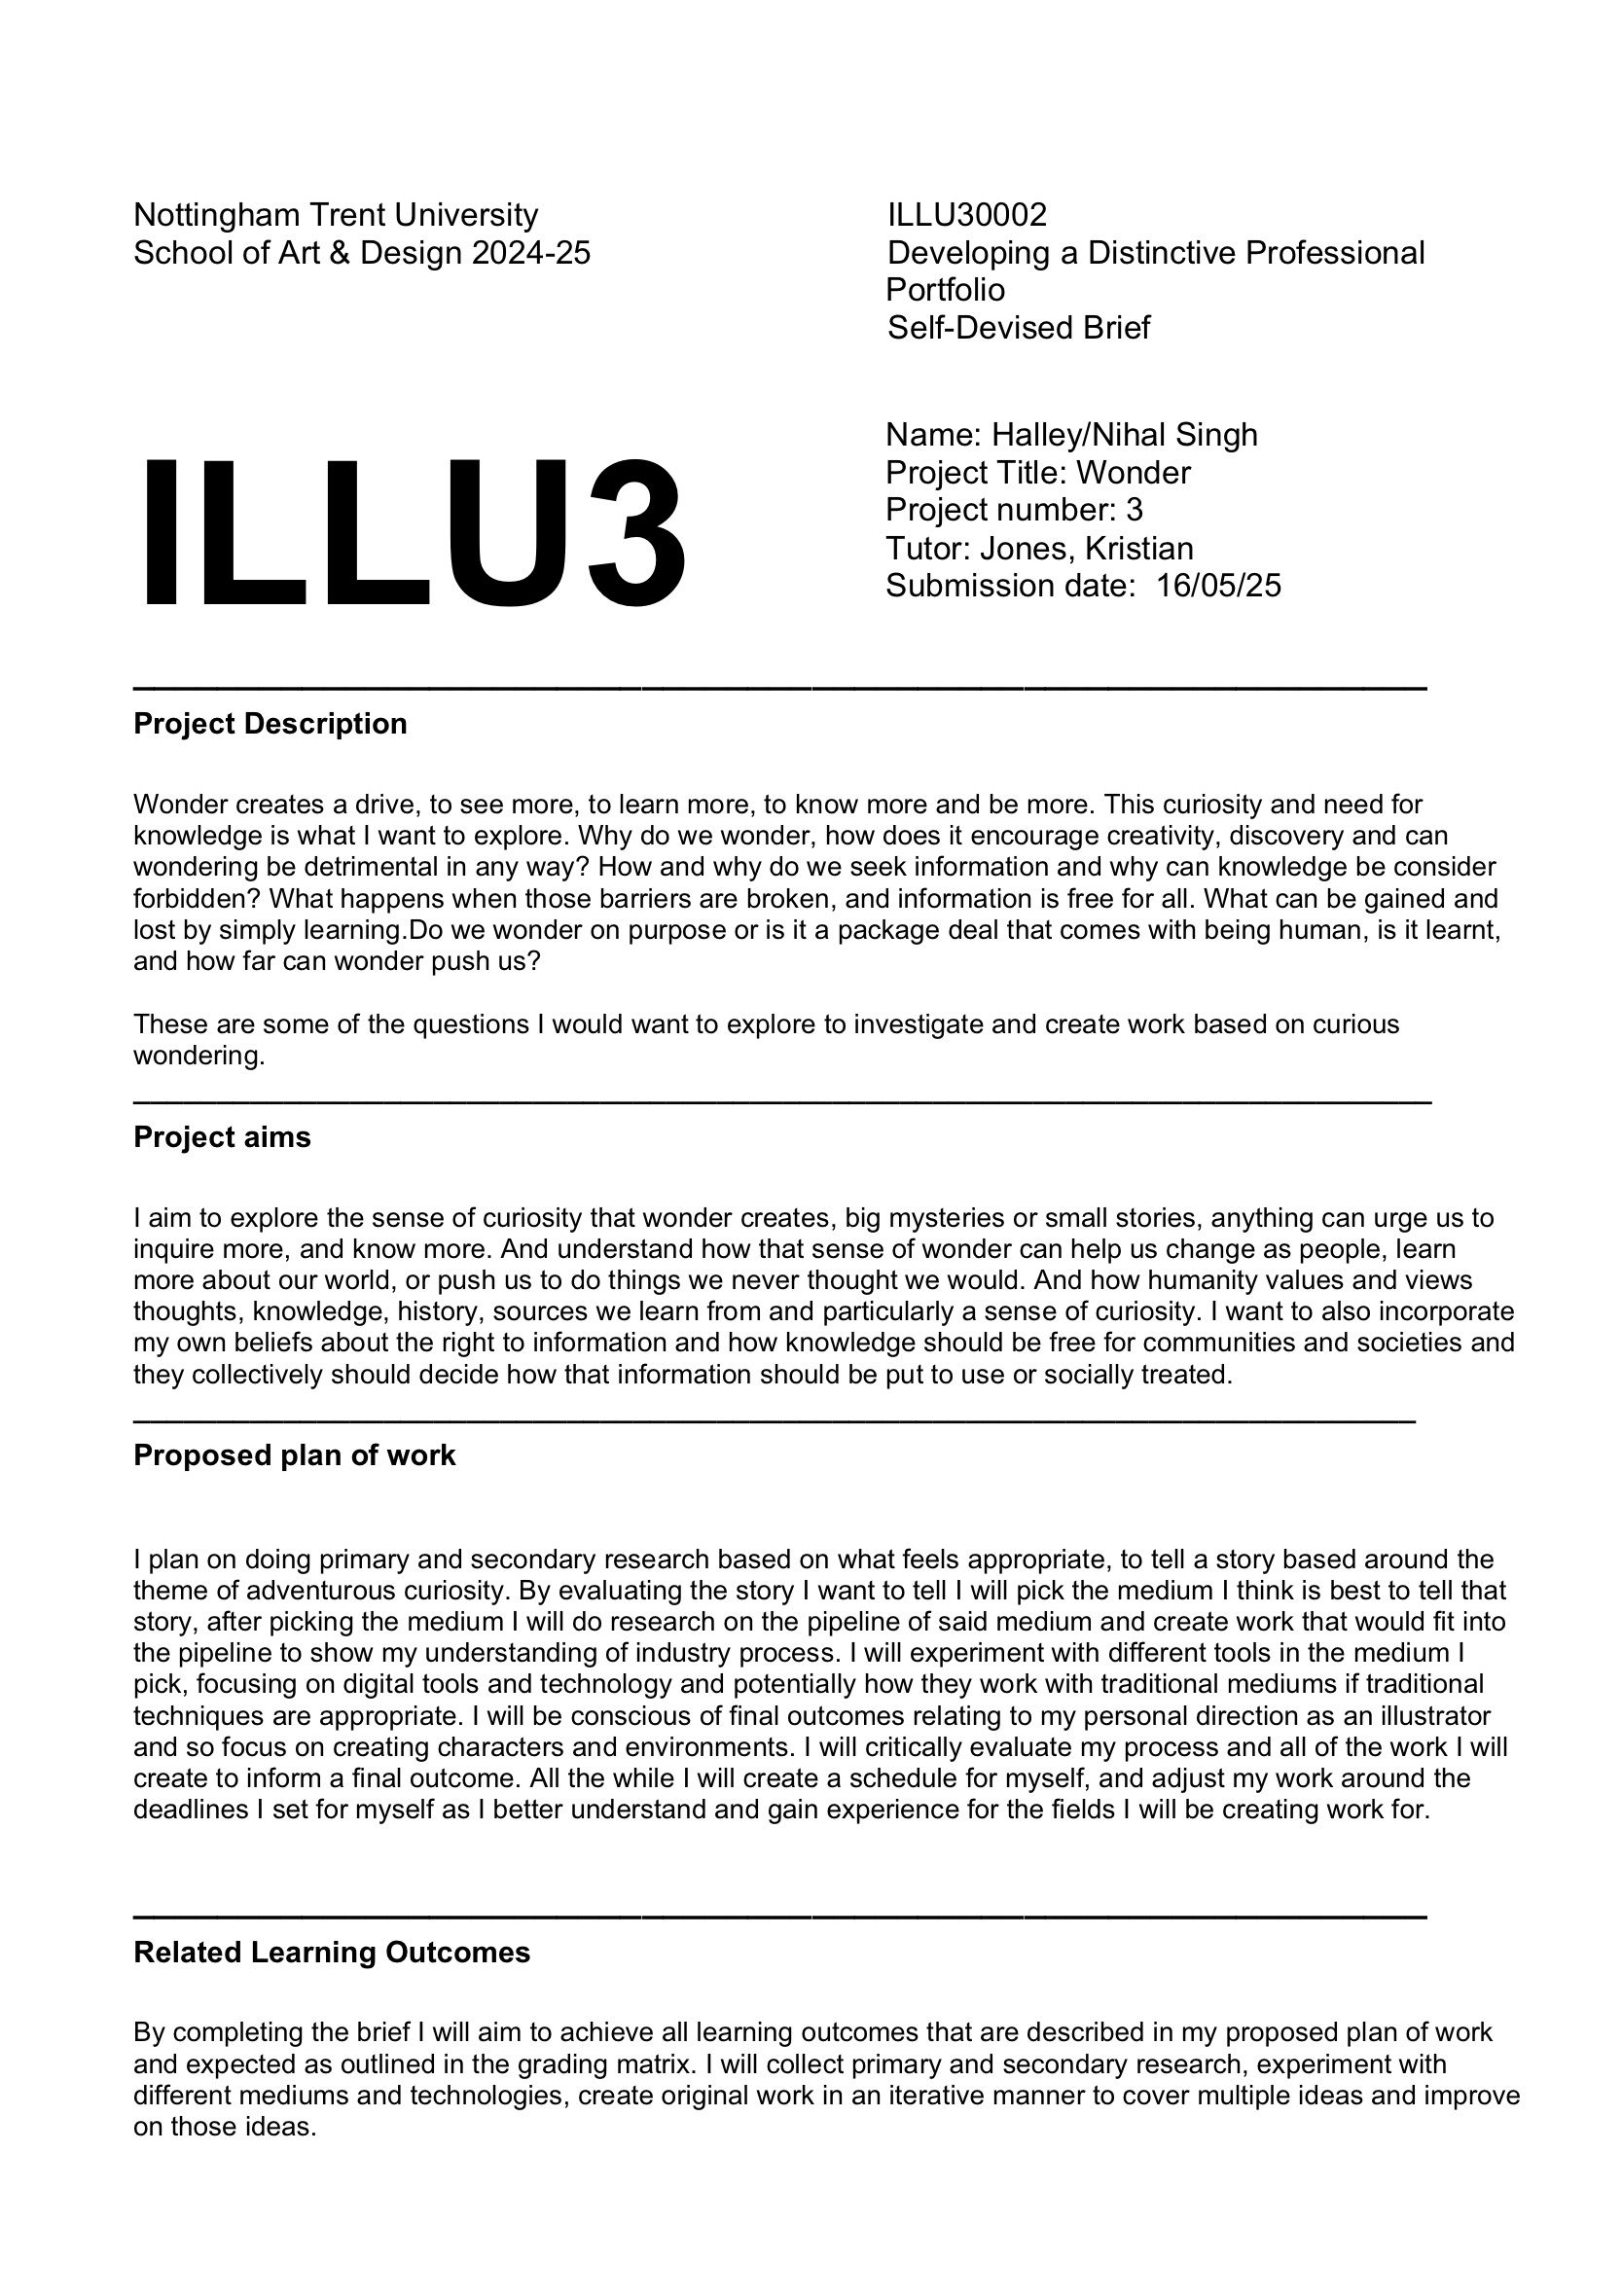 Nottingham Trent University
School of Art & Design 2024-25
ILLU30002
Developing a Distinctive Professional
Portfolio
Self-Devised Brief
ILLU3
Name: Halley/Nihal Singh
Project Title: Wonder
Project number: 3
Tutor: Jones, Kristian
Submission date:  16/05/25
Project Description
Wonder creates a drive, to see more, to learn more, to know more and be more. This curiosity and need for
knowledge is what I want to explore. Why do we wonder, how does it encourage creativity, discovery and can
wondering be detrimental in any way? How and why do we seek information and why can knowledge be consider
forbidden? What happens when those barriers are broken, and information is free for all. What can be gained and
lost by simply learning.Do we wonder on purpose or is it a package deal that comes with being human, is it learnt,
and how far can wonder push us?
These are some of the questions I would want to explore to investigate and create work based on curious
wondering.
Project aims
I aim to explore the sense of curiosity that wonder creates, big mysteries or small stories, anything can urge us to
inquire more, and know more. And understand how that sense of wonder can help us change as people, learn
more about our world, or push us to do things we never thought we would. And how humanity values and views
thoughts, knowledge, history, sources we learn from and particularly a sense of curiosity. I want to also incorporate
my own beliefs about the right to information and how knowledge should be free for communities and societies and
they collectively should decide how that information should be put to use or socially treated.
Proposed plan of work
I plan on doing primary and secondary research based on what feels appropriate, to tell a story based around the
theme of adventurous curiosity. By evaluating the story I want to tell I will pick the medium I think is best to tell that
story, after picking the medium I will do research on the pipeline of said medium and create work that would fit into
the pipeline to show my understanding of industry process. I will experiment with different tools in the medium I
pick, focusing on digital tools and technology and potentially how they work with traditional mediums if traditional
techniques are appropriate. I will be conscious of final outcomes relating to my personal direction as an illustrator
and so focus on creating characters and environments. I will critically evaluate my process and all of the work I will
create to inform a final outcome. All the while I will create a schedule for myself, and adjust my work around the
deadlines I set for myself as I better understand and gain experience for the fields I will be creating work for.
Related Learning Outcomes
By completing the brief I will aim to achieve all learning outcomes that are described in my proposed plan of work
and expected as outlined in the grading matrix. I will collect primary and secondary research, experiment with
different mediums and technologies, create original work in an iterative manner to cover multiple ideas and improve
on those ideas.